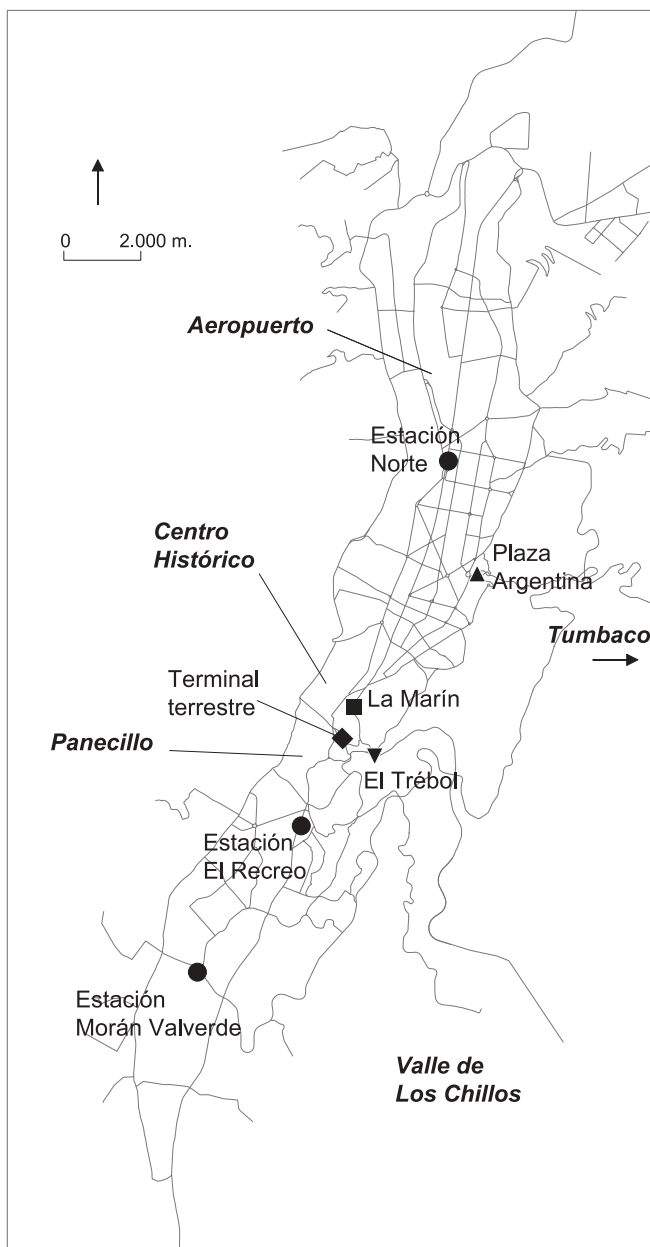 0
2.000 m.
Aeropuerto
Estación
Norte
Centro
Histórico
Plaza
Argentina
Tumbaco
Terminal
terrestre
La Marín
Panecillo
El Trébol
Estación
El Recreo
Estación
Morán Valverde
Valle de
Los Chillos